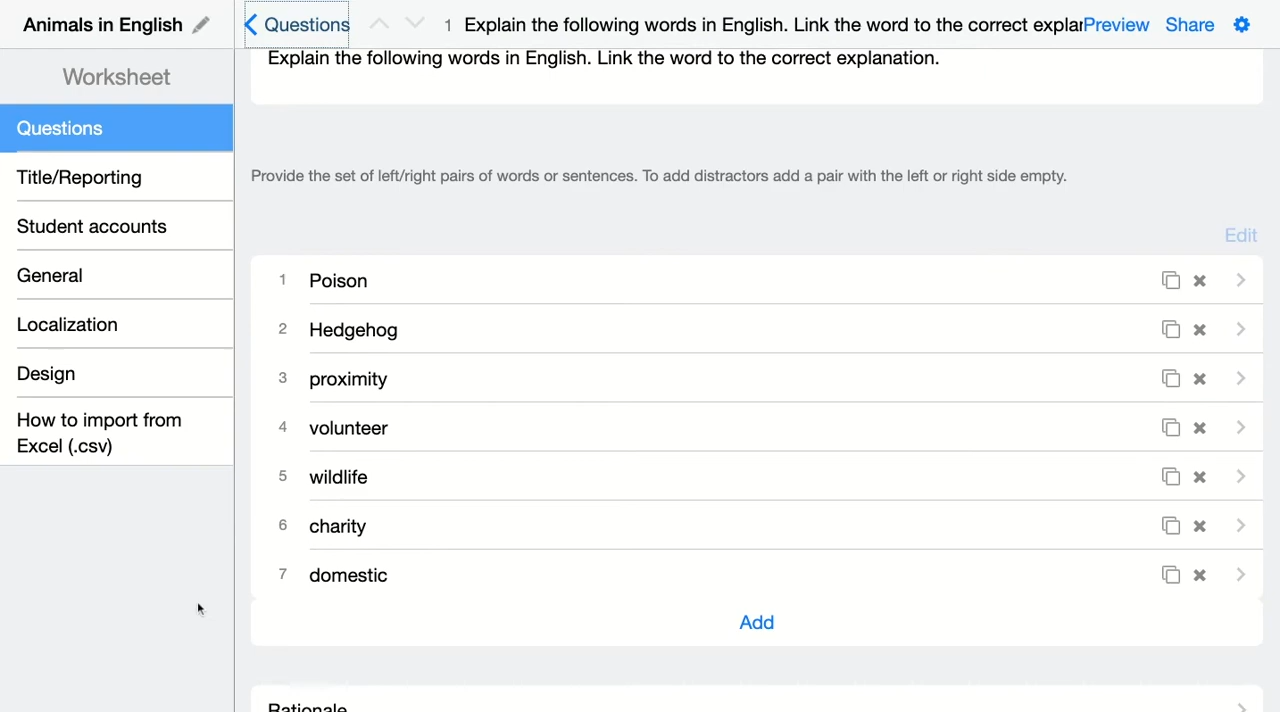 Animals in English
Questions
1 Explain the following words in English. Link the word to the correct explar
Preview
Share
Worksheet
Questions
Title/Reporting
Student accounts
General
Localization
Design
How to import from
Excel (.csv)
Explain the following words in English. Link the word to the correct explanation.
Provide the set of left/right pairs of words or sentences. To add distractors add a pair with the left or right side empty.
Edit
1 Poison
2 Hedgehog
3 proximity
4 volunteer
5 wildlife
6 charity
7 domestic
Add
Rationale